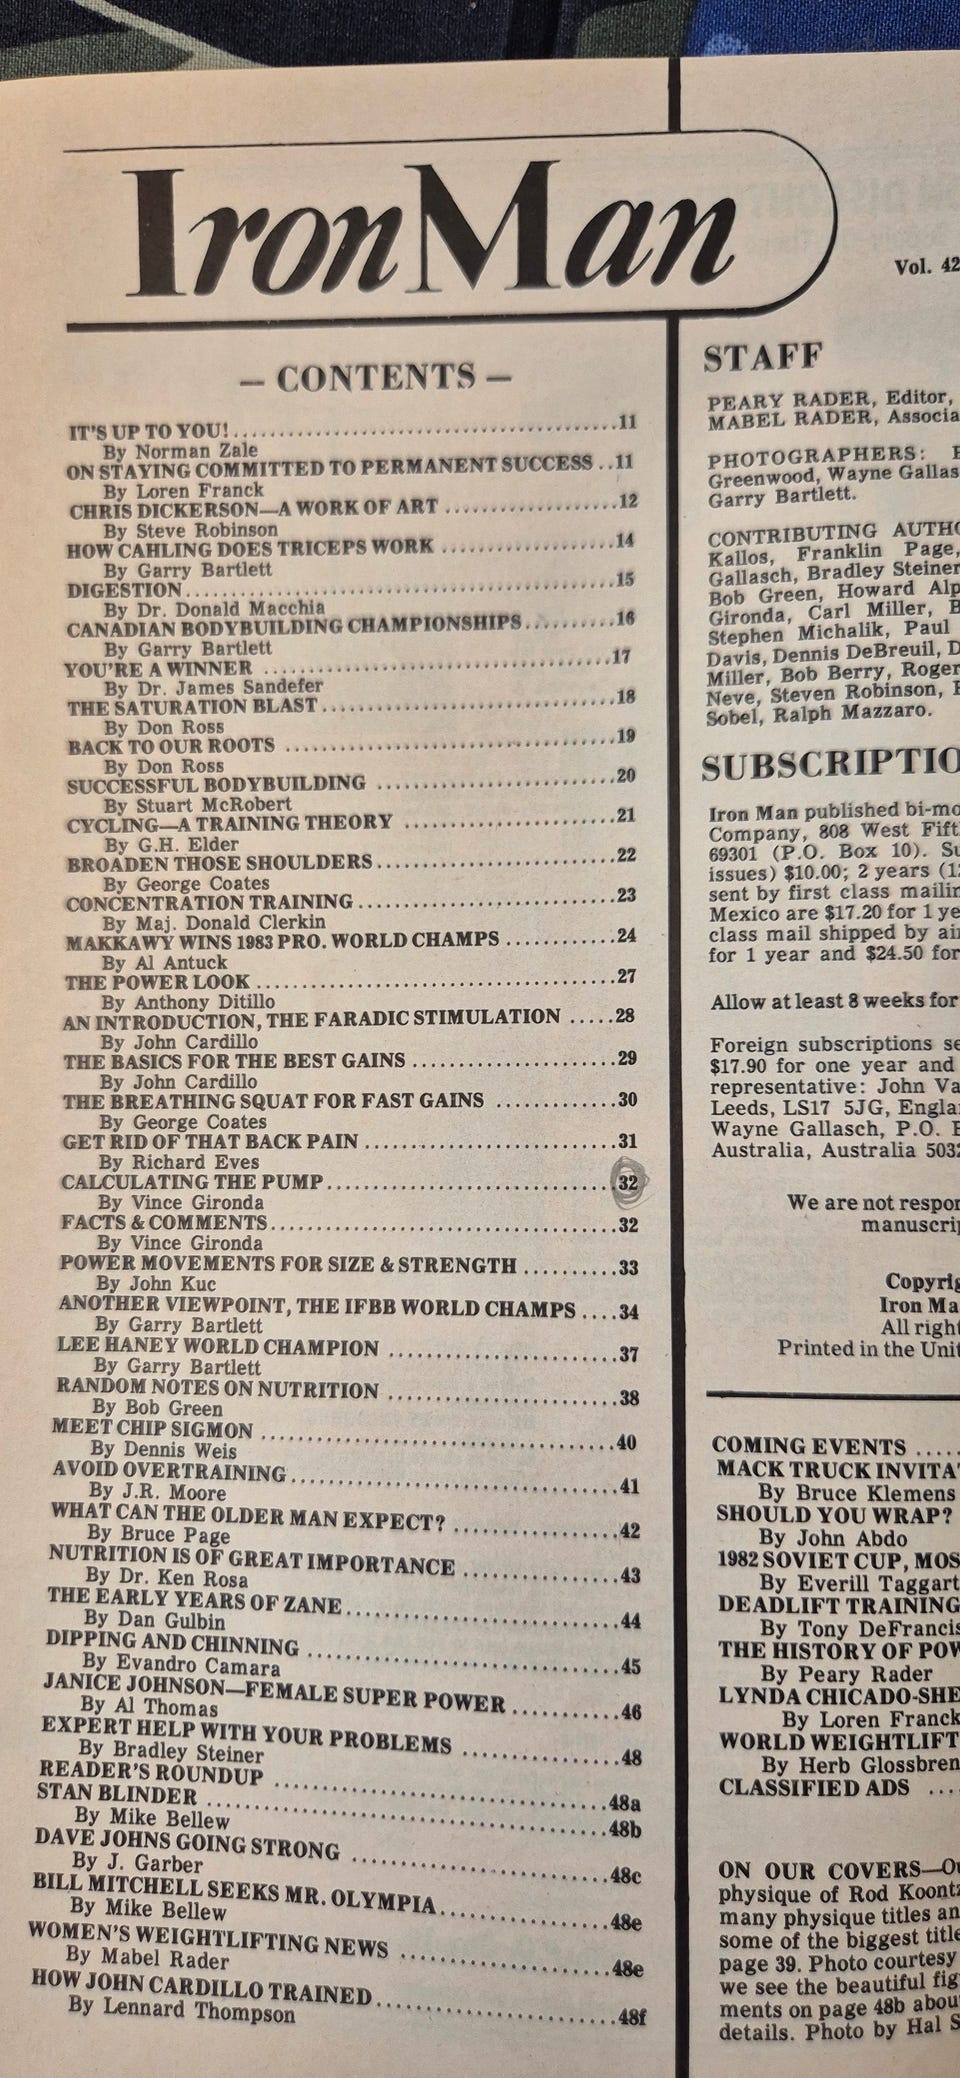 IronMan
— CONTENTS —
IT'S UP TO YOU!.......................................11
By Norman Zale
ON STAYING COMMITTED TO PERMANENT SUCCESS ..11
By Loren Franck
CHRIS DICKERSON—A WORK OF ART ..................12
By Steve Robinson
HOW CAHLING DOES TRICEPS WORK ..................14
By Garry Bartlett
DIGESTION............................................15
By Dr. Donald Macchia
CANADIAN BODYBUILDING CHAMPIONSHIPS..........16
By Garry Bartlett
YOU'RE A WINNER ....................................17
By Dr. James Sandefer
THE SATURATION BLAST..............................18
By Don Ross
BACK TO OUR ROOTS .................................19
By Don Ross
SUCCESSFUL BODYBUILDING .........................20
By Stuart McRobert
CYCLING—A TRAINING THEORY ......................21
By G.H. Elder
BROADEN THOSE SHOULDERS.........................22
By George Coates
CONCENTRATION TRAINING...........................23
By Maj. Donald Clerkin
MAKKAWY WINS 1983 PRO. WORLD CHAMPS ...........24
By Al Antuck
THE POWER LOOK .....................................27
By Anthony Ditillo
AN INTRODUCTION, THE FARADIC STIMULATION .....28
By John Cardillo
THE BASICS FOR THE BEST GAINS .....................29
By John Cardillo
THE BREATHING SQUAT FOR FAST GAINS ............30
By George Coates
GET RID OF THAT BACK PAIN ..........................31
By Richard Eves
CALCULATING THE PUMP..............................32
By Vince Gironda
FACTS & COMMENTS...................................32
By Vince Gironda
POWER MOVEMENTS FOR SIZE & STRENGTH ..........33
By John Kuc
ANOTHER VIEWPOINT, THE IFBB WORLD CHAMPS ....34
By Garry Bartlett
LEE HANEY WORLD CHAMPION ........................37
By Garry Bartlett
RANDOM NOTES ON NUTRITION ........................38
By Bob Green
MEET CHIP SIGMON ....................................40
By Dennis Weis
AVOID OVERTRAINING.................................41
By J.R. Moore
WHAT CAN THE OLDER MAN EXPECT? .................42
By Bruce Page
NUTRITION IS OF GREAT IMPORTANCE ................43
By Dr. Ken Rosa
THE EARLY YEARS OF ZANE............................44
By Dan Gulbin
DIPPING AND CHINNING ...............................45
By Evandro Camara
JANICE JOHNSON—FEMALE SUPER POWER ............46
By Al Thomas
EXPERT HELP WITH YOUR PROBLEMS .................48
By Bradley Steiner
READER'S ROUNDUP ..................................48a
STAN BLINDER .........................................48b
By Mike Bellew
DAVE JOHNS GOING STRONG ..........................48c
By J. Garber
BILL MITCHELL SEEKS MR. OLYMPIA..................48e
By Mike Bellew
WOMEN'S WEIGHTLIFTING NEWS ......................48e
By Mabel Rader
HOW JOHN CARDILLO TRAINED.........................48f
By Lennard Thompson
Vol. 42
STAFF
PEARY RADER, Editor,
MABEL RADER,
PHOTOGRAPHERS:
Greenwood, Wayne
Garry Bartlett.
CONTRIBUTING
Kallos, Franklin Page,
Gallasch, Bradley Steiner
Bob Green, Howard
Gironda, Carl Miller,
Stephen Michalik, Paul
Davis, Dennis DeBreuil,
Miller, Bob Berry, Roger
Neve, Steven Robinson,
Sobel, Ralph Mazzaro.
SUBSCRIPTIO
Iron Man published bi-mo
Company, 808 West Fift
69301 (P.O. Box 10). Su
issues) $10.00; 2 years (12
sent by first class mailin
Mexico are $17.20 for 1 ye
class mail shipped by air
for 1 year and $24.50 for
Allow at least 8 weeks for
Foreign subscriptions se
$17.90 for one year and
representative: John Va
Leeds, LS17 5JG, Englan
Wayne Gallasch, P.O. B
Australia, Australia 5032
We are not respon
manuscrip
Copyrig
Iron Ma
All right
Printed in the Unit
COMING EVENTS .....
MACK TRUCK INVITAT
By Bruce Klemens
SHOULD YOU WRAP?
By John Abdo
1982 SOVIET CUP, MOS
By Everill Taggart
DEADLIFT TRAINING
By Tony DeFrancis
THE HISTORY OF POW
By Peary Rader
LYNDA CHICADO-SHE
By Loren Franck
WORLD WEIGHTLIFT
By Herb Glossbren
CLASSIFIED ADS ....
ON OUR COVERS—Ou
physique of Rod Koontz
many physique titles an
some of the biggest title
page 39. Photo courtesy
we see the beautiful fig
ments on page 48b about
details. Photo by Hal S